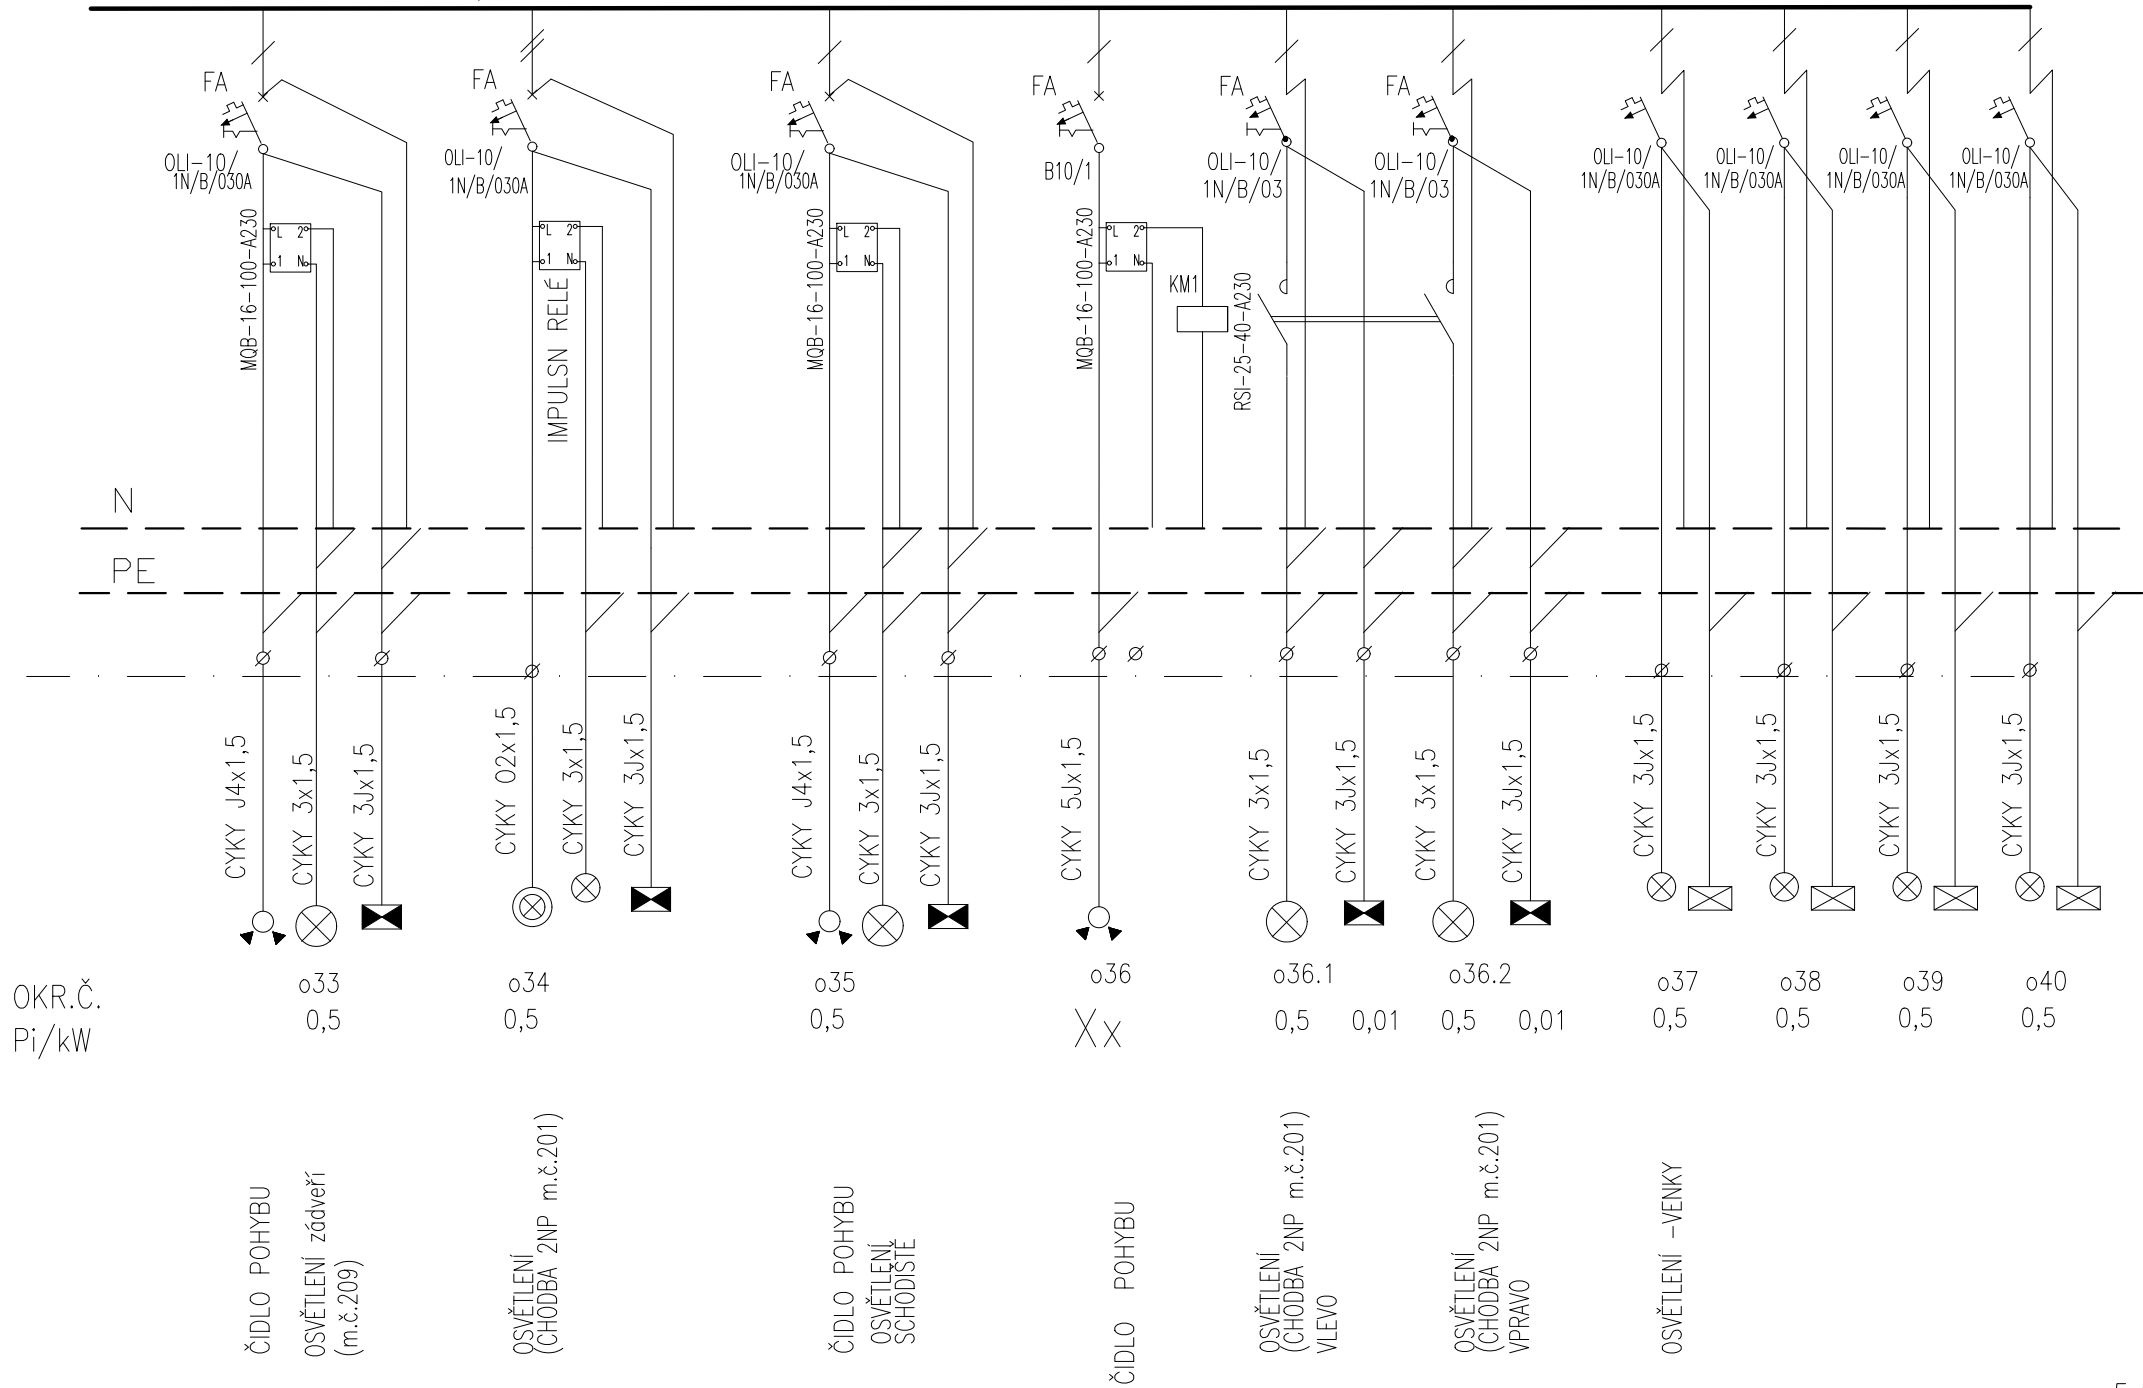 FA
FA
FA
FA
FA
FA
OLI-10/
1N/B/030A
OLI-10/
1N/B/030A
OLI-10/
1N/B/030A
B10/1
OLI-10/
1N/B/03
OLI-10/
1N/B/03
OLI-10/
1N/B/030A
OLI-10/
1N/B/030A
OLI-10/
1N/B/030A
OLI-10/
1N/B/030A
MQB-16-100-A230
L 2
1 N
L 2
1 N
IMPULSN RELÉ
MQB-16-100-A230
L 2
1 N
MQB-16-100-A230
L 2
1 N
KM1
RSI-25-40-A230
N
PE
CYKY J4x1,5
CYKY 3x1,5
CYKY 3Jx1,5
CYKY O2x1,5
CYKY 3x1,5
CYKY 3Jx1,5
CYKY J4x1,5
CYKY 3x1,5
CYKY 3Jx1,5
CYKY 5Jx1,5
CYKY 3x1,5
CYKY 3Jx1,5
CYKY 3x1,5
CYKY 3Jx1,5
CYKY 3Jx1,5
CYKY 3Jx1,5
CYKY 3Jx1,5
CYKY 3Jx1,5
OKR.Č. o33 o34 o35 o36 o36.1 o36.2 o37 o38 o39 o40
Pi/kW 0,5 0,5 0,5 Xx 0,5 0,01 0,5 0,01 0,5 0,5 0,5 0,5
ČIDLO POHYBU
OSVĚTLENÍ zádveří
(m.č.209)
OSVĚTLENÍ
(CHODBA 2NP m.č.201)
ČIDLO POHYBU
OSVĚTLENÍ
SCHODIŠTĚ
ČIDLO POHYBU
OSVĚTLENÍ
(CHODBA 2NP m.č.201)
VLEVO
OSVĚTLENÍ
(CHODBA 2NP m.č.201)
VPRAVO
OSVĚTLENÍ -VENKY